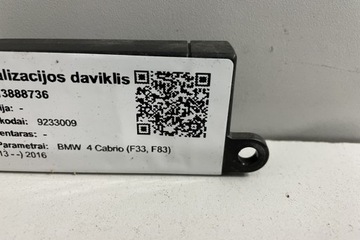 alizacijos daviklis
3888736
ija: -
kodai: 9233009
entaras: -
Parametrai: BMW 4 Cabrio (F33, F83)
13 - -) 2016